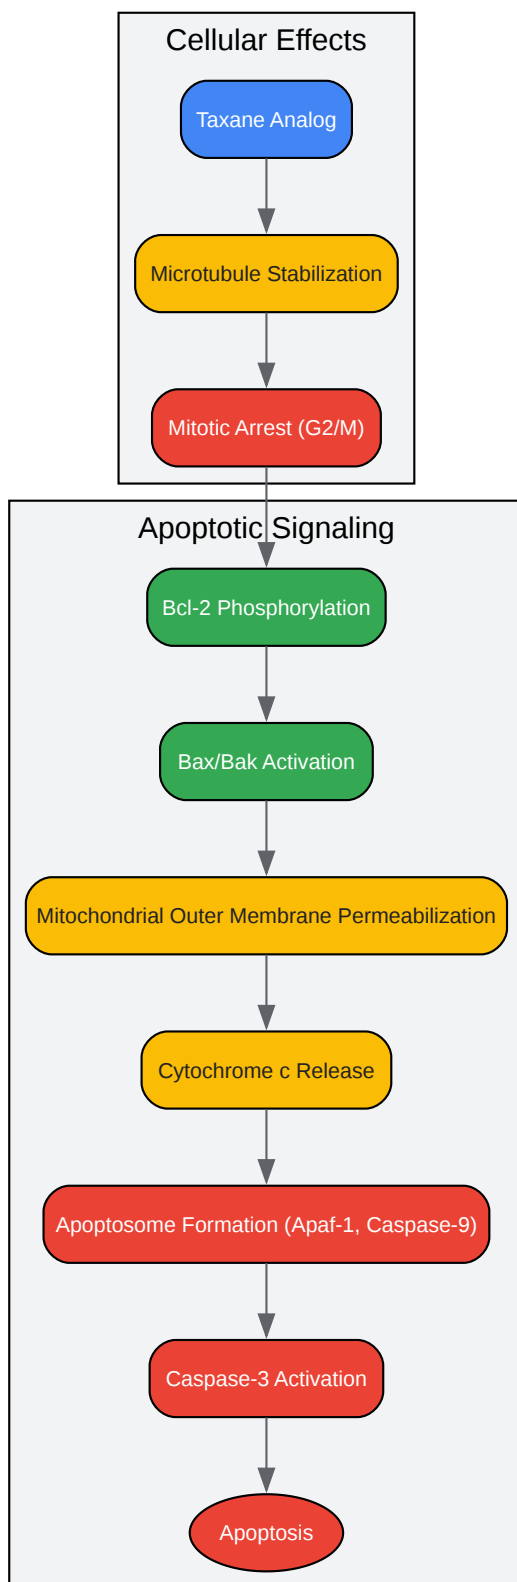 Cellular Effects
Taxane Analog
Microtubule Stabilization
Mitotic Arrest (G2/M)
Apoptotic Signaling
Bcl-2 Phosphorylation
Bax/Bak Activation
Mitochondrial Outer Membrane Permeabilization
Cytochrome c Release
Apoptosome Formation (Apaf-1, Caspase-9)
Caspase-3 Activation
Apoptosis